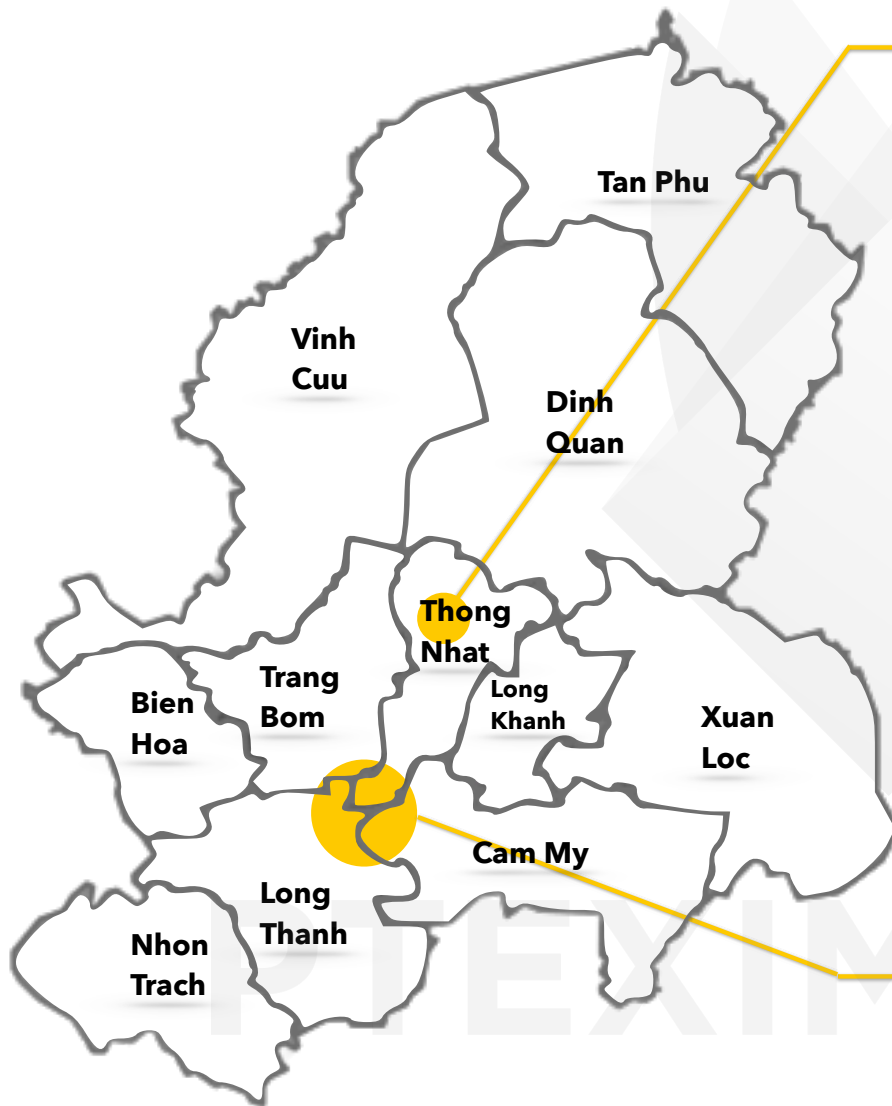 Tan Phu
Vinh
Cuu
Dinh
Quan
Thong
Nhat
Long
Khanh
Trang
Bom
Bien
Hoa
Xuan
Loc
Cam My
Long
Thanh
Nhon
Trach
PTEXIM